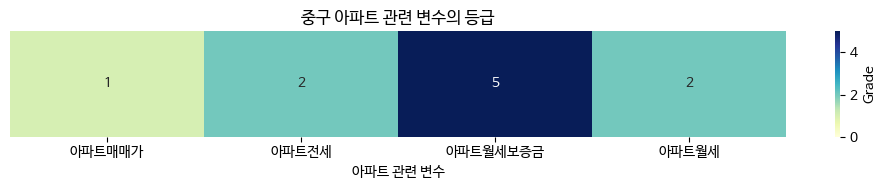 중구 아파트 관련 변수의 등급
1 2 5 2
아파트매매가 아파트전세 아파트월세보증금 아파트월세
아파트 관련 변수
4
2
0
Grade